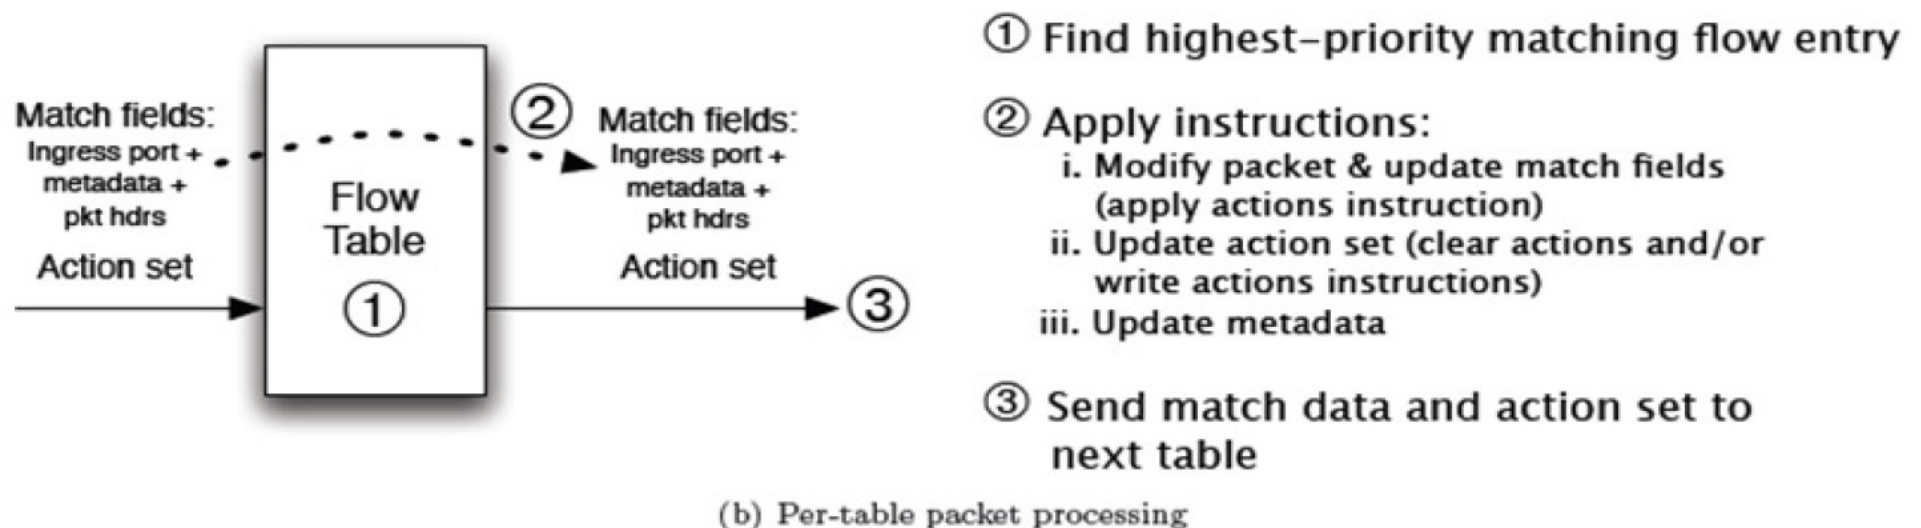 Match fields:
Ingress port +
metadata +
pkt hdrs
Action set
Flow
Table
①
②
Match fields:
Ingress port +
metadata +
pkt hdrs
Action set
③
① Find highest-priority matching flow entry
② Apply instructions:
i. Modify packet & update match fields
(apply actions instruction)
ii. Update action set (clear actions and/or
write actions instructions)
iii. Update metadata
③ Send match data and action set to
next table
(b) Per-table packet processing